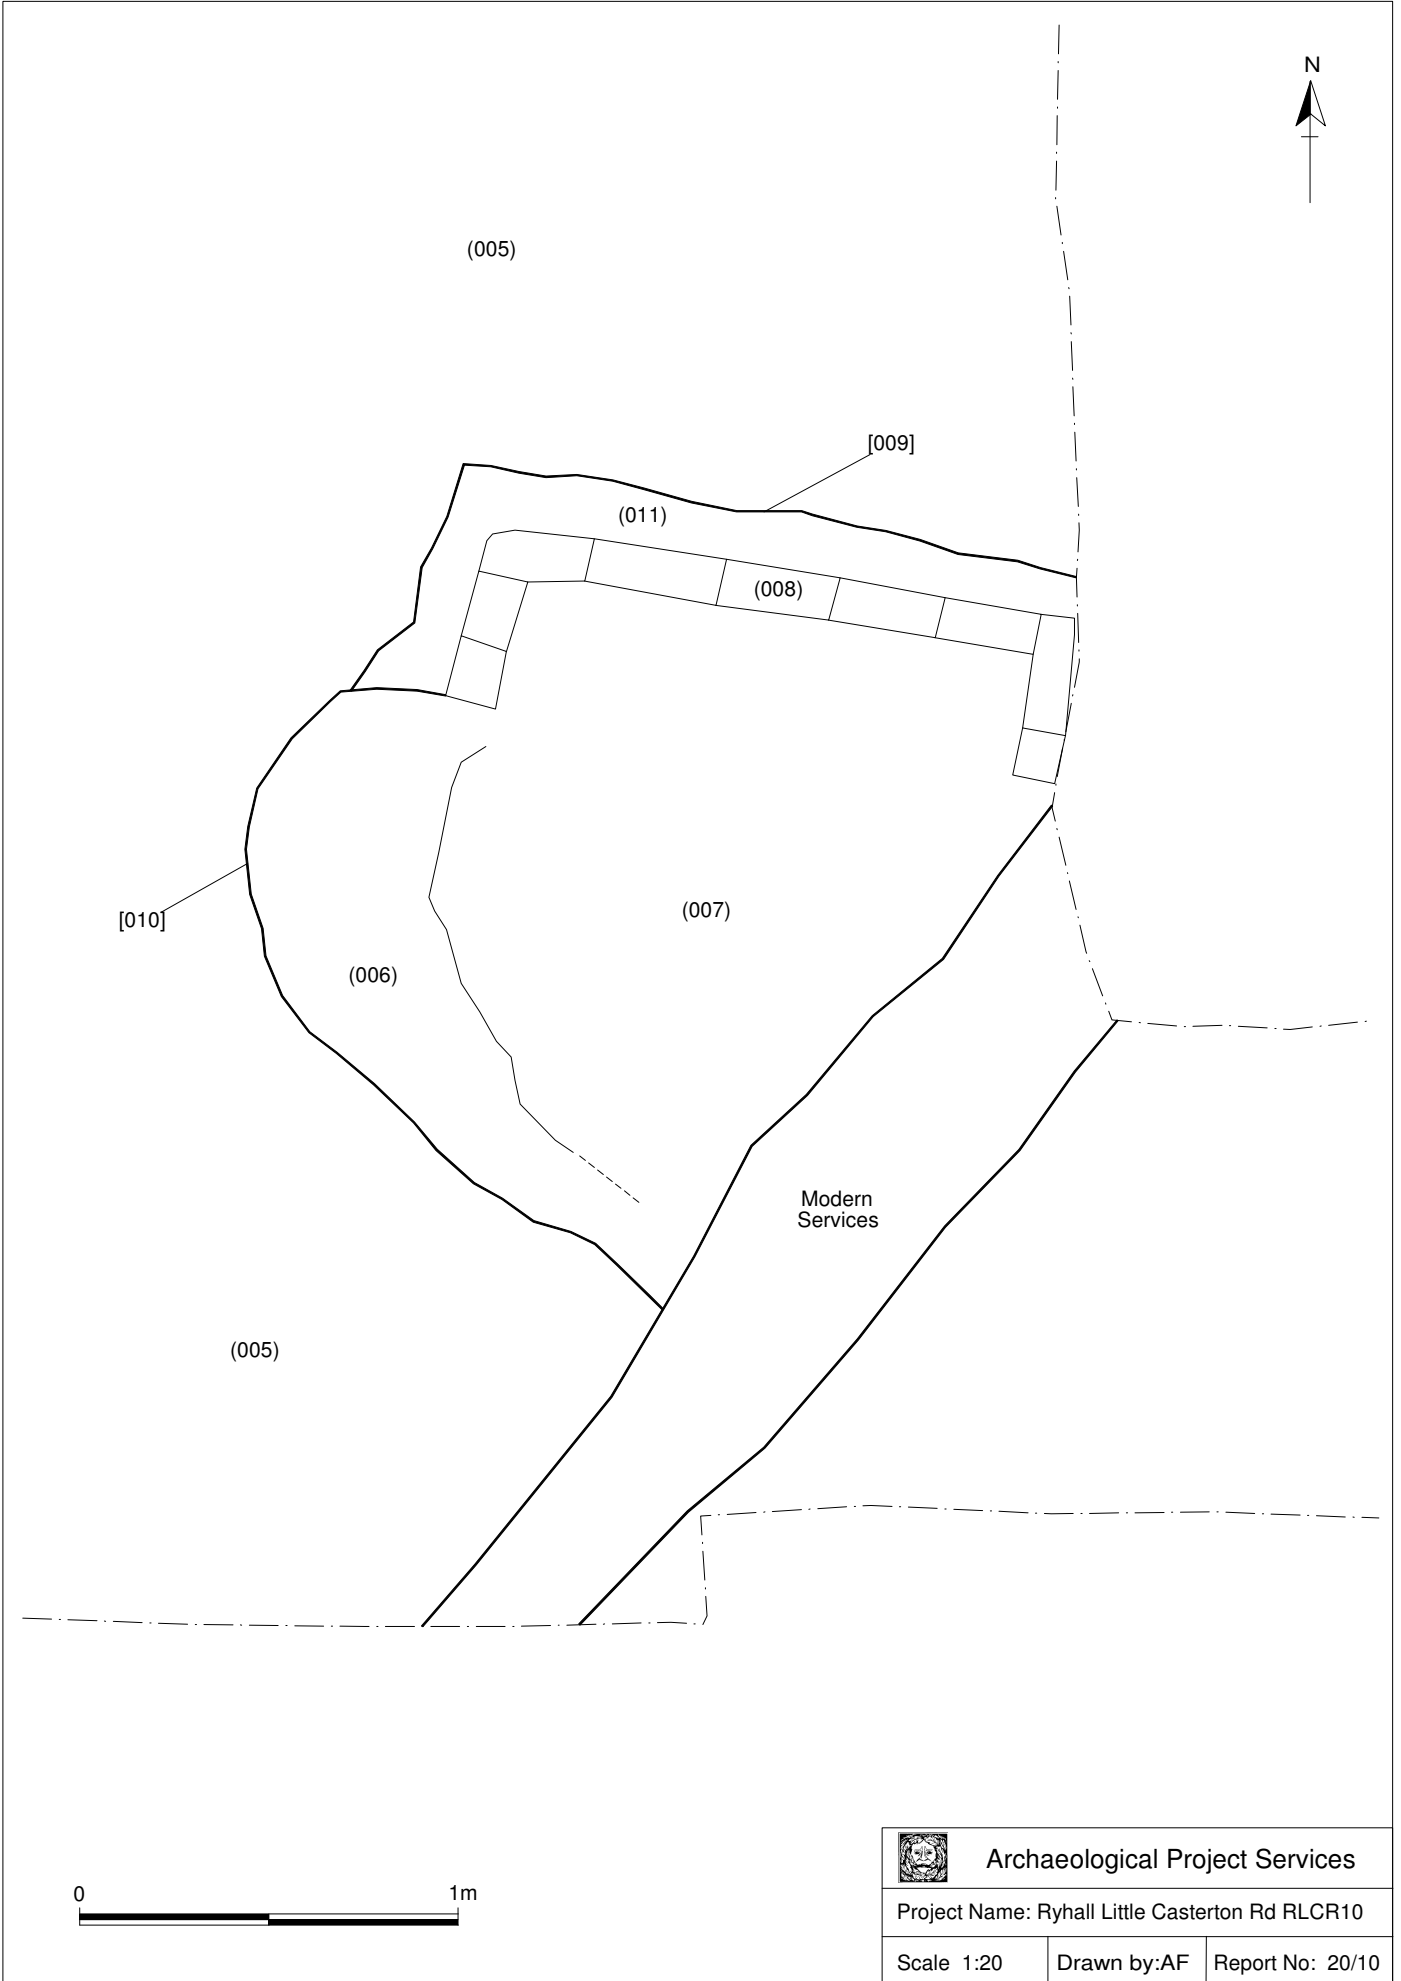 N
(005)
[009]
(011)
(008)
[010]
(007)
(006)
Modern
Services
(005)
0 1m
Archaeological Project Services
Project Name: Ryhall Little Casterton Rd RLCR10
Scale 1:20 Drawn by:AF Report No: 20/10